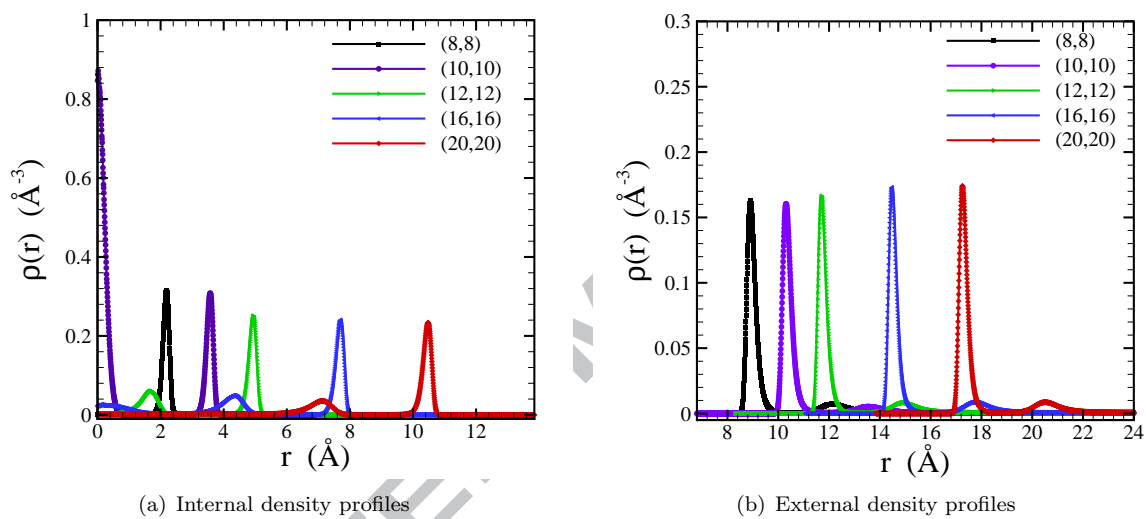 1
0.8
0.6
0.4
0.2
0
ρ(r) (Å⁻³)
0 2 4 6 8 10 12
r (Å)
(8,8)
(10,10)
(12,12)
(16,16)
(20,20)
(a) Internal density profiles
0.3
0.25
0.2
0.15
0.1
0.05
0
ρ(r) (Å⁻³)
8 10 12 14 16 18 20 22 24
r (Å)
(8,8)
(10,10)
(12,12)
(16,16)
(20,20)
(b) External density profiles